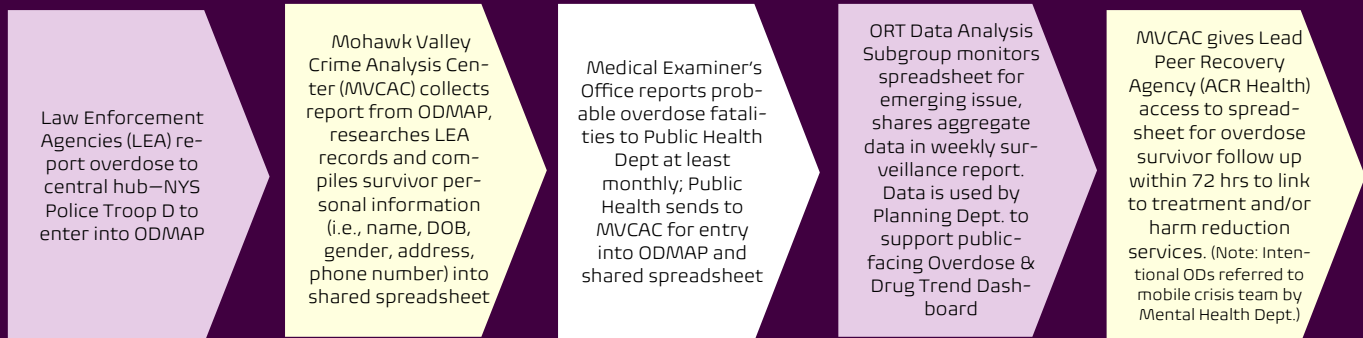 Law Enforcement
Agencies (LEA) re-
port overdose to
central hub—NYS
Police Troop D to
enter into ODMAP
Mohawk Valley
Crime Analysis Cen-
ter (MVCAC) collects
report from ODMAP,
researches LEA
records and com-
piles survivor per-
sonal information
(i.e., name, DOB,
gender, address,
phone number) into
shared spreadsheet
Medical Examiner's
Office reports prob-
able overdose fatali-
ties to Public Health
Dept at least
monthly; Public
Health sends to
MVCAC for entry
into ODMAP and
shared spreadsheet
ORT Data Analysis
Subgroup monitors
spreadsheet for
emerging issue,
shares aggregate
data in weekly sur-
veillance report.
Data is used by
Planning Dept. to
support public-
facing Overdose &
Drug Trend Dash-
board
MVCAC gives Lead
Peer Recovery
Agency (ACR Health)
access to spread-
sheet for overdose
survivor follow up
within 72 hrs to link
to treatment and/or
harm reduction
services. (Note: Inten-
tional ODs referred to
mobile crisis team by
Mental Health Dept.)